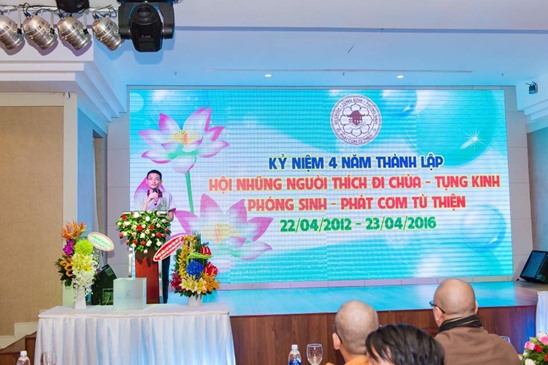 KỶ NIỆM 4 NĂM THÀNH LẬP
HỘI NHỮNG NGƯỜI THÍCH ĐI CHÙA - TỤNG KINH
PHÓNG SINH - PHÁT CƠM TỪ THIỆN
22/04/2012 - 23/04/2016